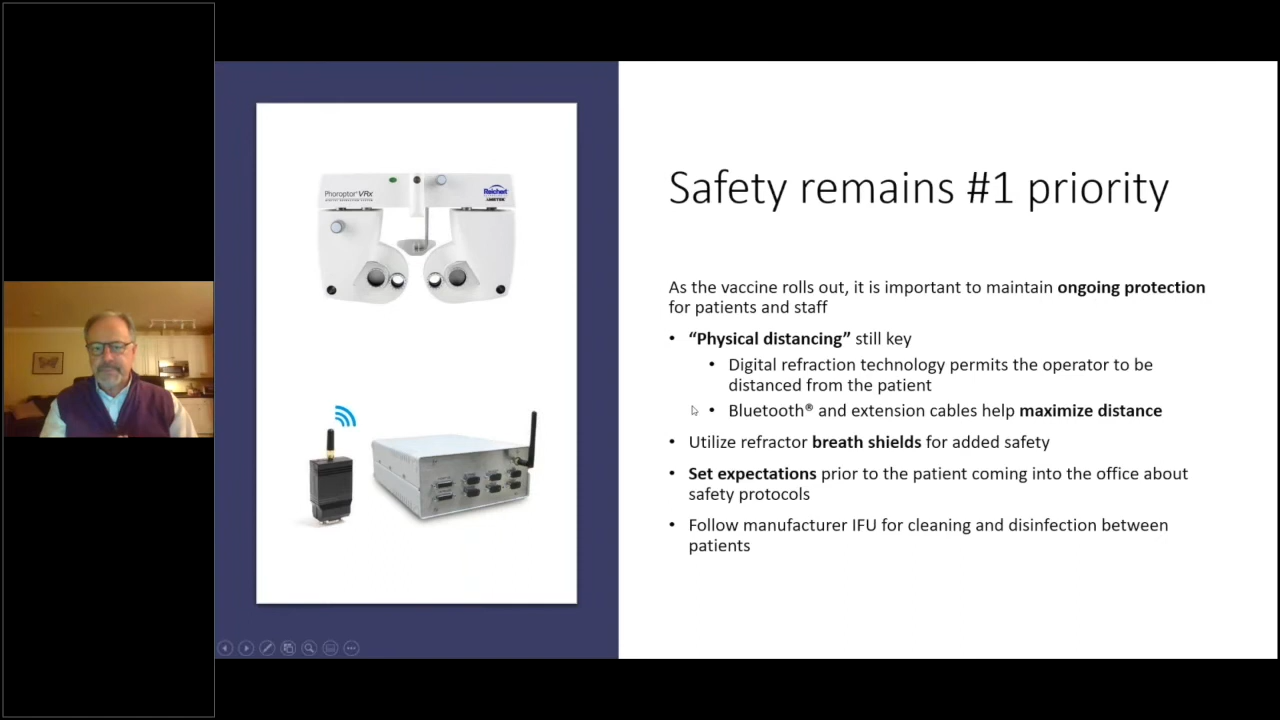 Phoroptor® VRx
Reichert
AMETEK
Safety remains #1 priority
As the vaccine rolls out, it is important to maintain ongoing protection
for patients and staff
• “Physical distancing” still key
• Digital refraction technology permits the operator to be
distanced from the patient
• Bluetooth® and extension cables help maximize distance
• Utilize refractor breath shields for added safety
• Set expectations prior to the patient coming into the office about
safety protocols
• Follow manufacturer IFU for cleaning and disinfection between
patients